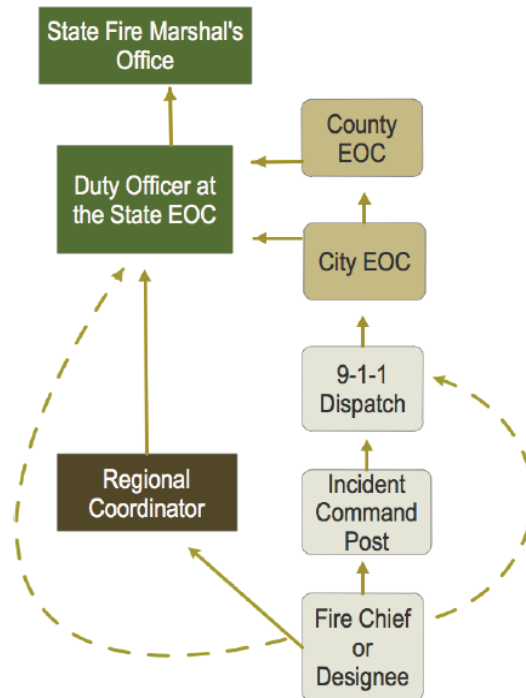 State Fire Marshal's
Office
County
EOC
Duty Officer at
the State EOC
City EOC
9-1-1
Dispatch
Regional
Coordinator
Incident
Command
Post
Fire Chief
or
Designee